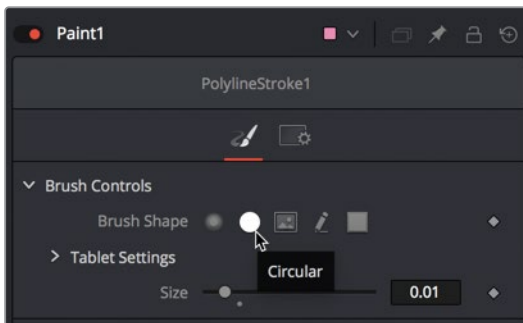 Paint1
PolylineStroke1
Brush Controls
Brush Shape
Tablet Settings
Circular
Size 0.01